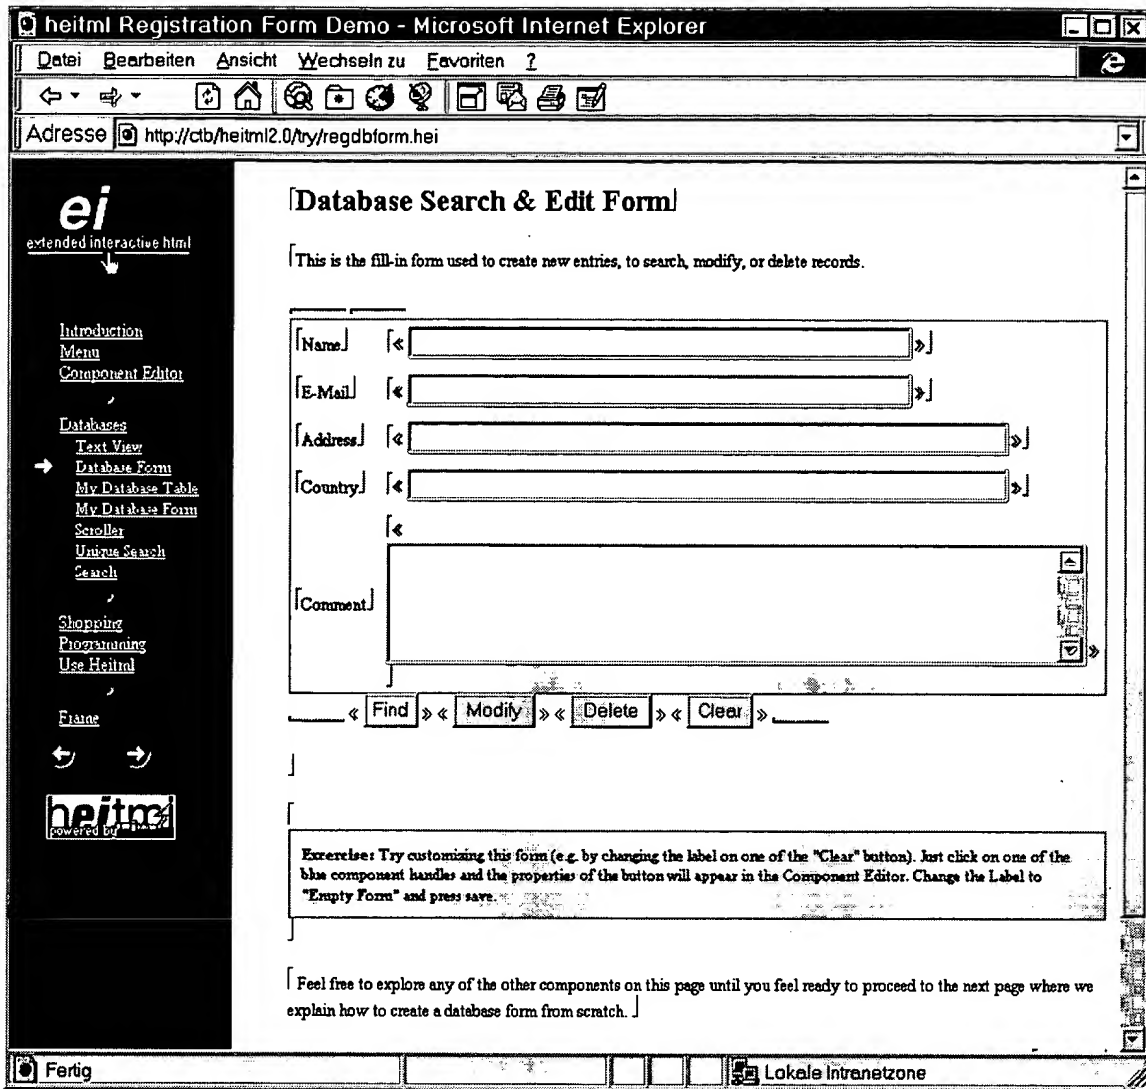 heitml Registration Form Demo - Microsoft Internet Explorer
Datei Bearbeiten Ansicht Wechseln zu Favoriten ?
Adresse http://ctb/heitml2.0/try/regdbform.hei
ei
extended interactive html
Introduction
Menu
Component Editor
Databases
Text View
Database Form
My Database Table
My Database Form
Scroller
Unique Search
Search
Shopping
Programming
Use Heitml
Frame
heitml
powered by
Database Search & Edit Form
This is the fill-in form used to create new entries, to search, modify, or delete records.
Name « »
E-Mail « »
Address « »
Country « »
«
Comment »
« Find » « Modify » « Delete » « Clear »
Excercise: Try customizing this form (e.g. by changing the label on one of the "Clear" button). Just click on one of the
blue component handles and the properties of the button will appear in the Component Editor. Change the Label to
"Empty Form" and press save.
Feel free to explore any of the other components on this page until you feel ready to proceed to the next page where we
explain how to create a database form from scratch.
Fertig
Lokale Intranetzone